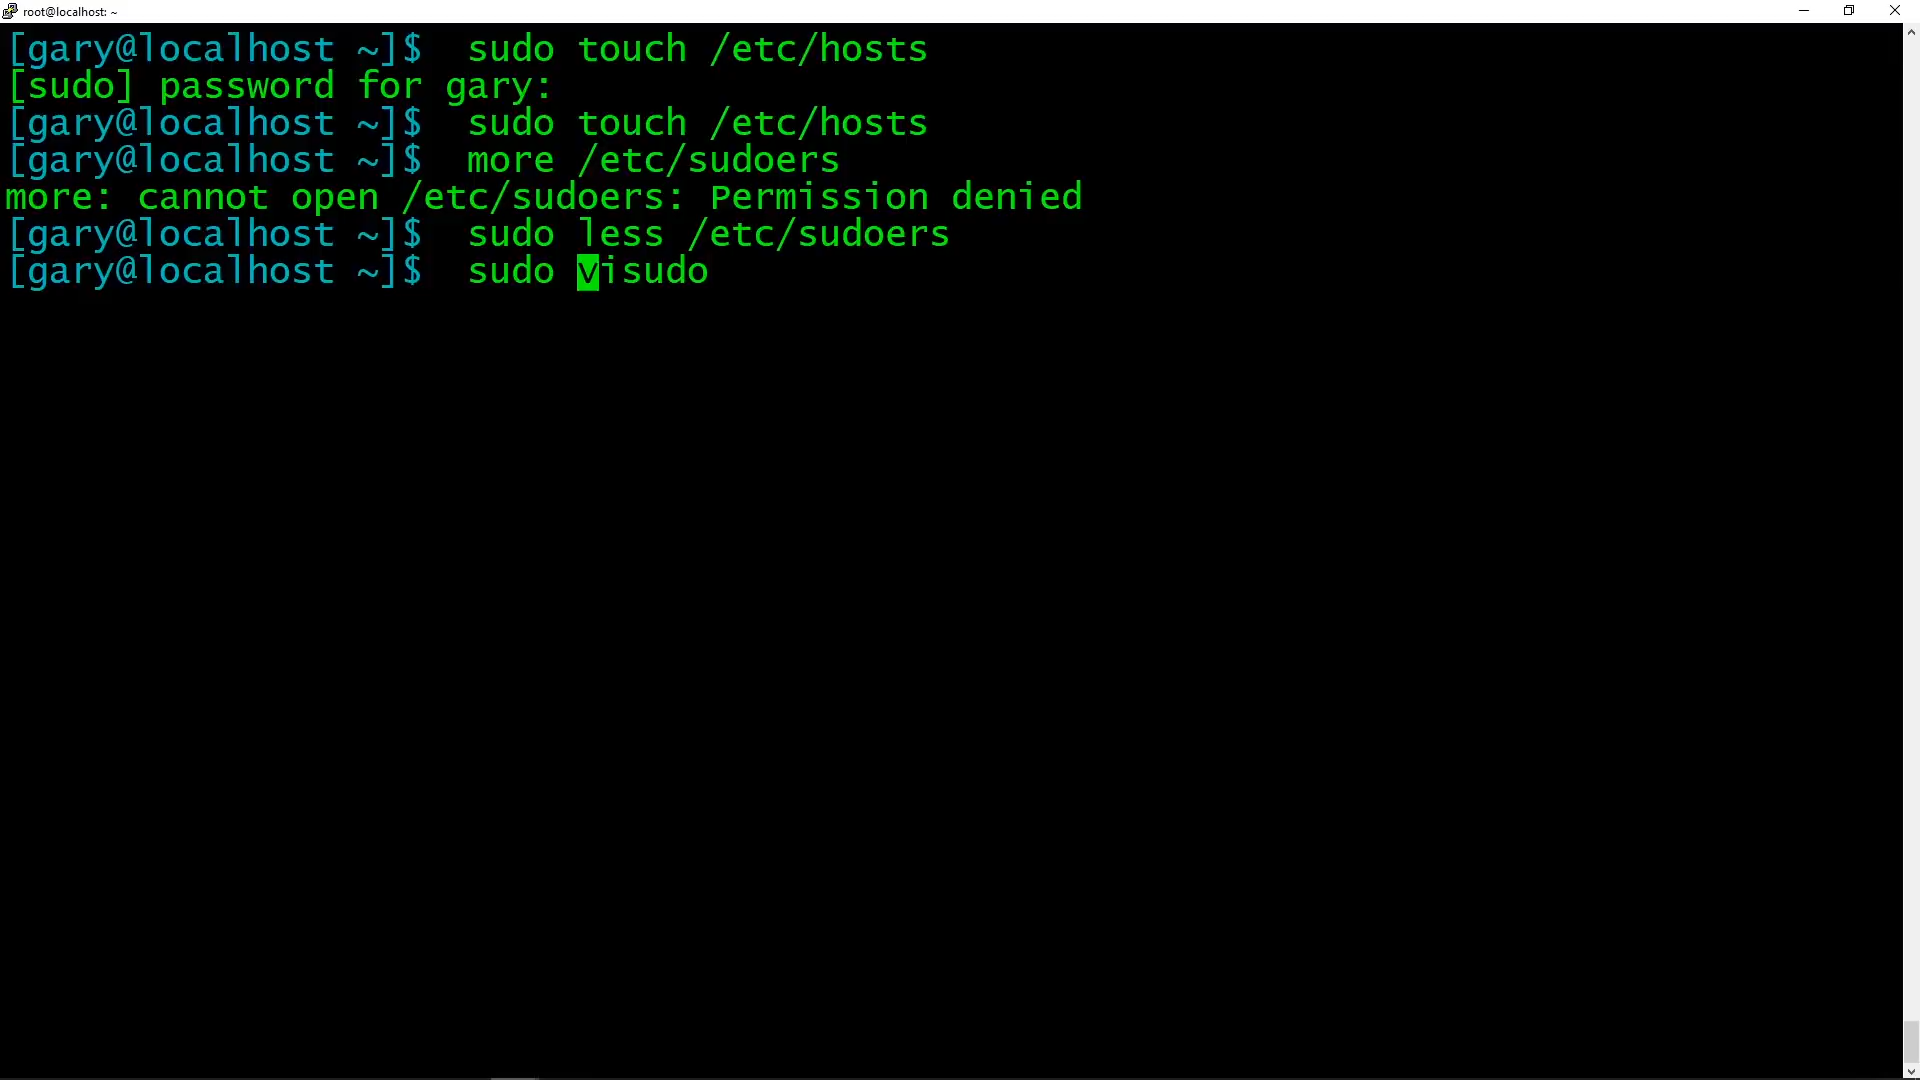 root@localhost: ~
[gary@localhost ~]$  sudo touch /etc/hosts
[sudo] password for gary:
[gary@localhost ~]$  sudo touch /etc/hosts
[gary@localhost ~]$  more /etc/sudoers
more: cannot open /etc/sudoers: Permission denied
[gary@localhost ~]$  sudo less /etc/sudoers
[gary@localhost ~]$  sudo visudo